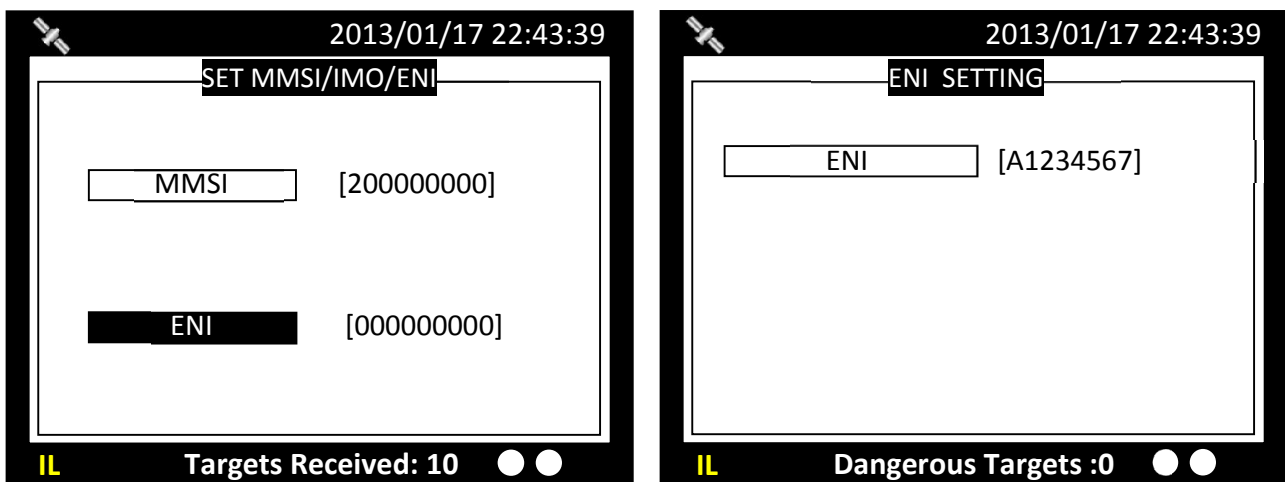 2013/01/17 22:43:39
SET MMSI/IMO/ENI
MMSI [200000000]
ENI [000000000]
IL Targets Received: 10
2013/01/17 22:43:39
ENI SETTING
ENI [A1234567]
IL Dangerous Targets :0